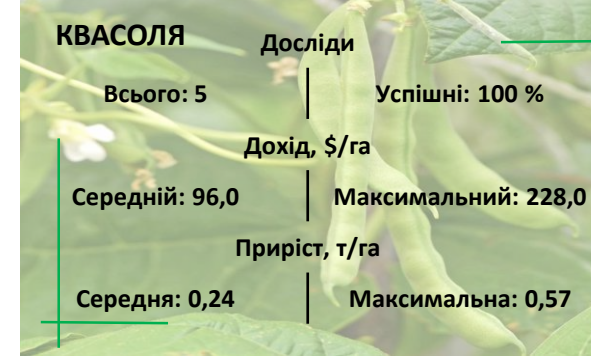 КВАСОЛЯ
Досліди
Всього: 5 Успішні: 100 %
Дохід, $/га
Середній: 96,0 Максимальний: 228,0
Приріст, т/га
Середня: 0,24 Максимальна: 0,57